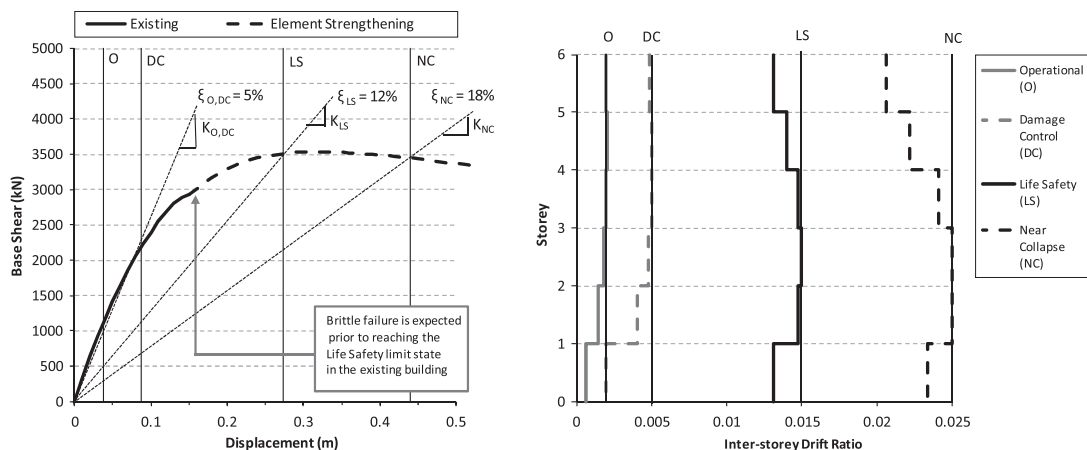 Existing
Element Strengthening
5000
4500
4000
3500
3000
2500
2000
1500
1000
500
0
Base Shear (kN)
O
DC
LS
NC
ξO,DC = 5%
KO,DC
ξLS = 12%
KLS
ξNC = 18%
KNC
Brittle failure is expected
prior to reaching the
Life Safety limit state
in the existing building
0
0.1
0.2
0.3
0.4
0.5
Displacement (m)
O
DC
LS
NC
6
5
4
3
2
1
0
Storey
0
0.005
0.01
0.015
0.02
0.025
Inter-storey Drift Ratio
Operational
(O)
Damage
Control
(DC)
Life Safety
(LS)
Near
Collapse
(NC)